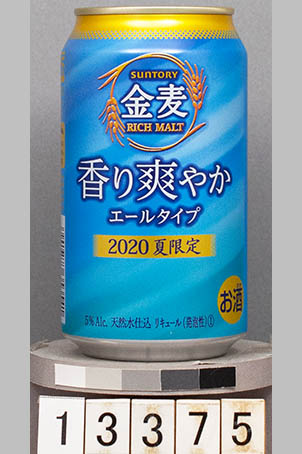 SUNTORY
金麦
RICH MALT
香り爽やか
エールタイプ
2020夏限定
お酒
5%Alc. 天然水仕込 リキュール(発泡性)①
13375